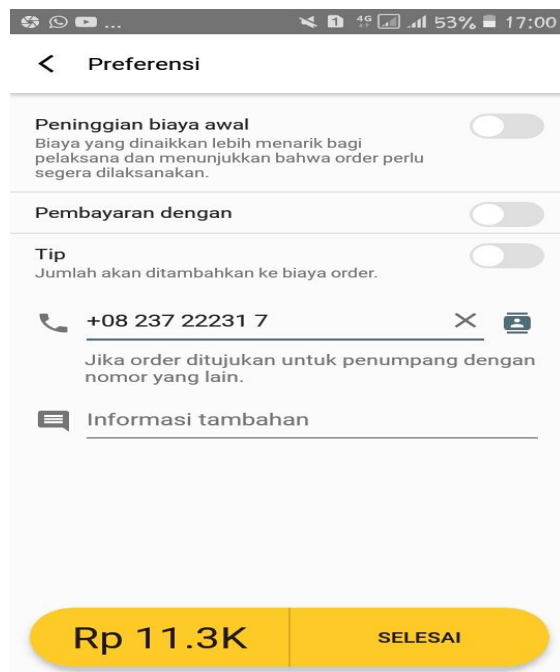 ... 1 4G 53% 17:00
Preferensi
Peninggian biaya awal
Biaya yang dinaikkan lebih menarik bagi
pelaksana dan menunjukkan bahwa order perlu
segera dilaksanakan.
Pembayaran dengan
Tip
Jumlah akan ditambahkan ke biaya order.
+08 237 22231 7
Jika order ditujukan untuk penumpang dengan
nomor yang lain.
Informasi tambahan
Rp 11.3K SELESAI